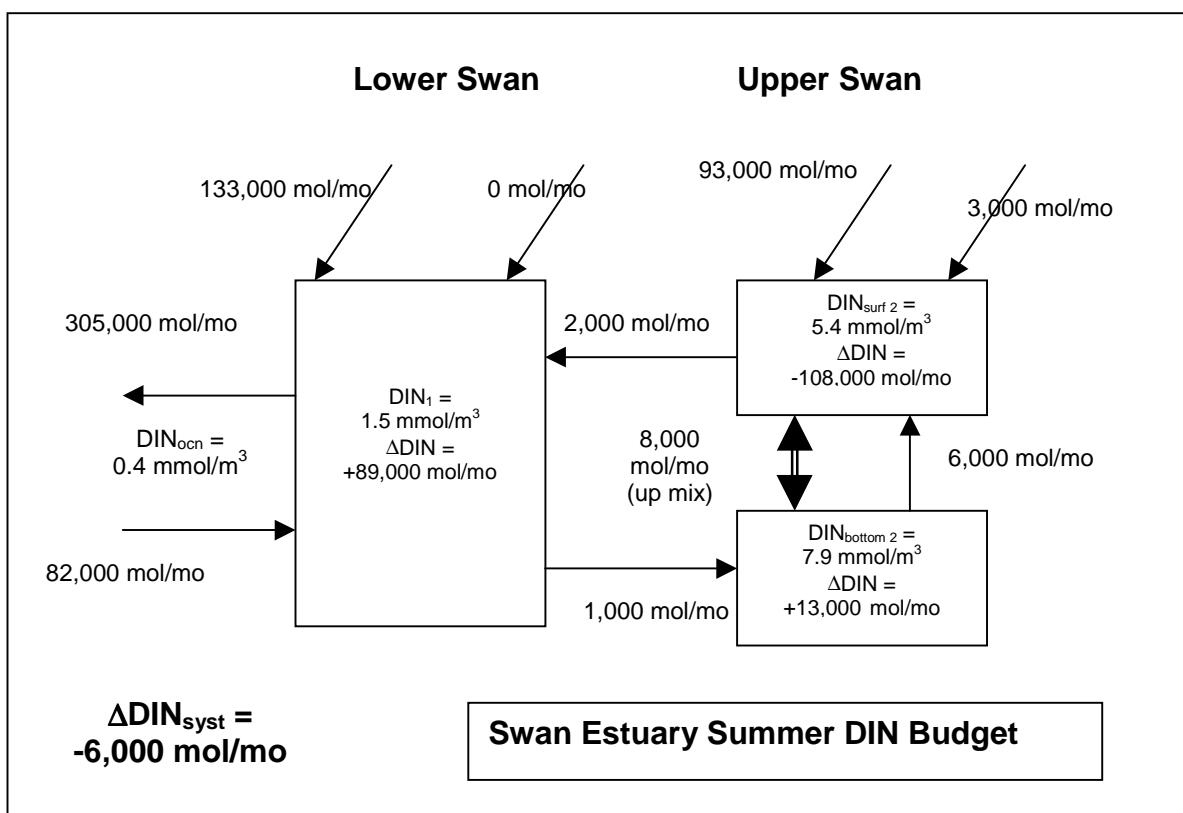 Lower Swan
Upper Swan
133,000 mol/mo
0 mol/mo
93,000 mol/mo
3,000 mol/mo
305,000 mol/mo
DINocn =
0.4 mmol/m3
82,000 mol/mo
DIN1 =
1.5 mmol/m3
ΔDIN =
+89,000 mol/mo
2,000 mol/mo
DINsurf 2 =
5.4 mmol/m3
ΔDIN =
-108,000 mol/mo
8,000
mol/mo
(up mix)
6,000 mol/mo
1,000 mol/mo
DINbottom 2 =
7.9 mmol/m3
ΔDIN =
+13,000 mol/mo
ΔDINsyst =
-6,000 mol/mo
Swan Estuary Summer DIN Budget